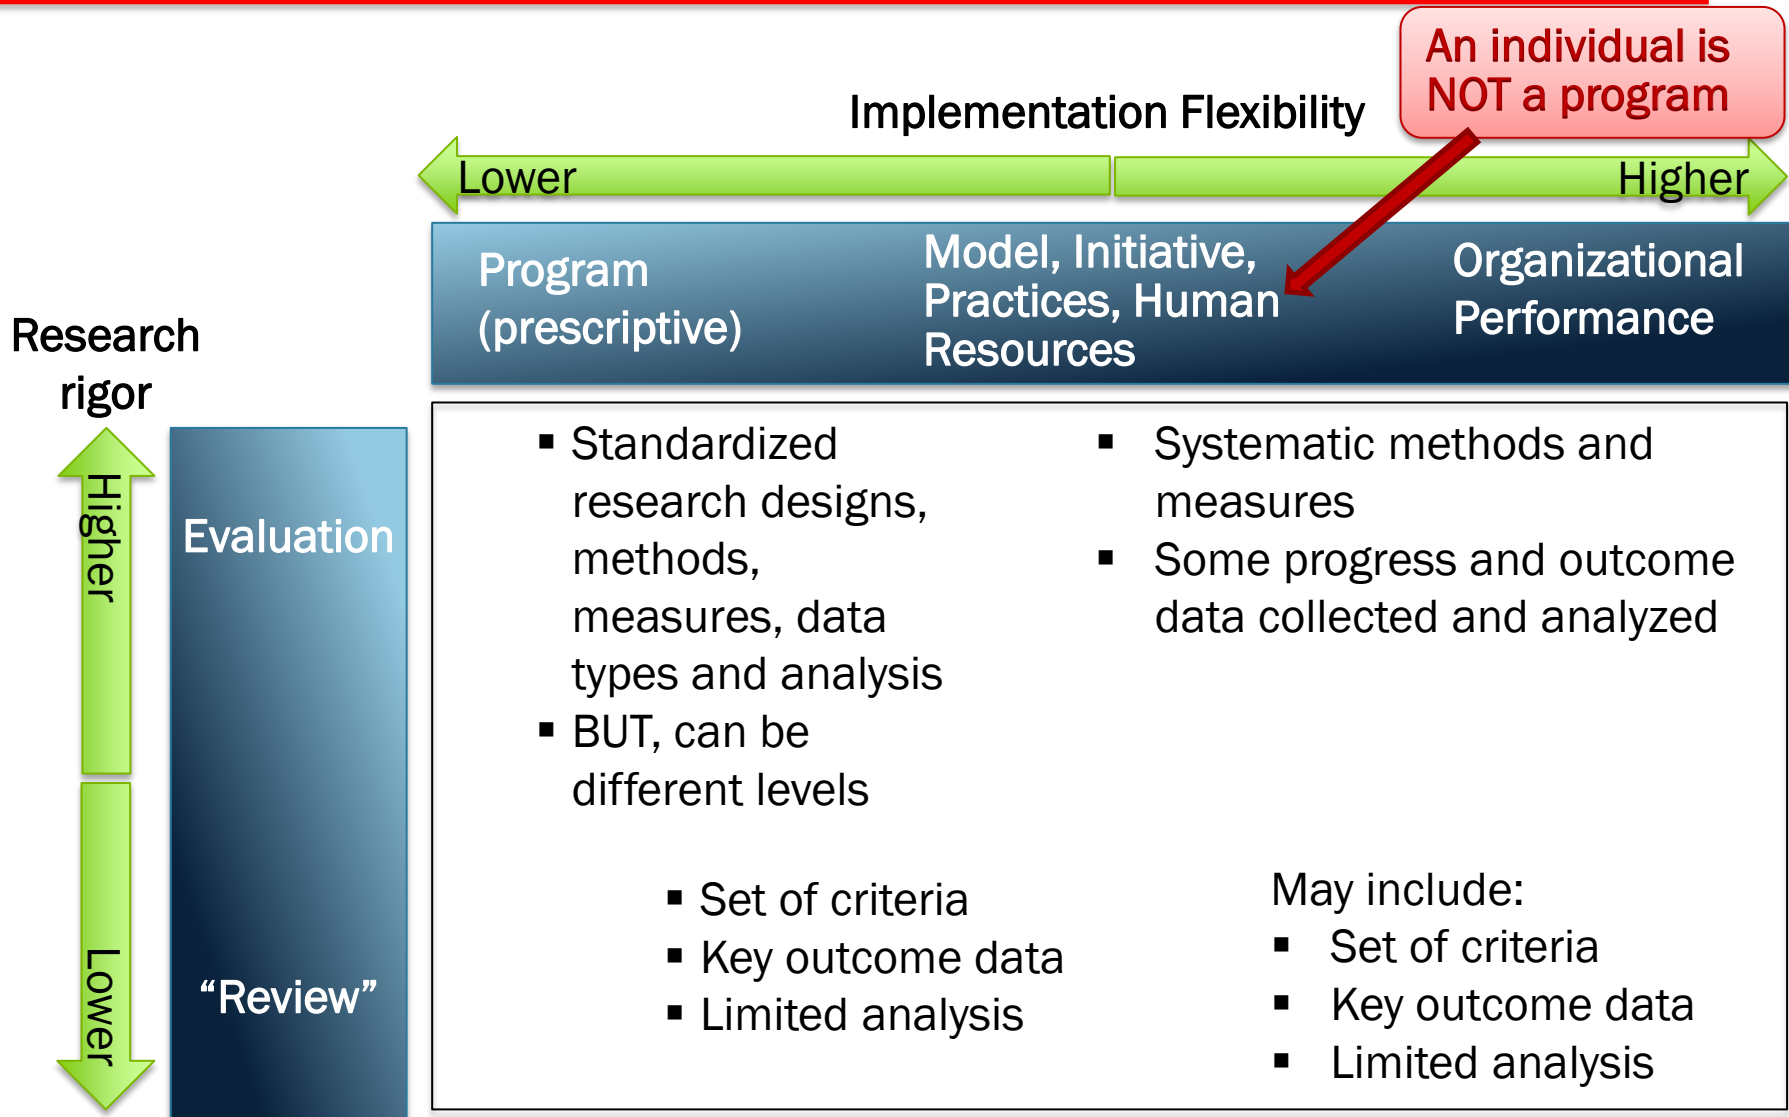 An individual is
NOT a program
Implementation Flexibility
Lower
Higher
Program
(prescriptive)
Model, Initiative,
Practices, Human
Resources
Organizational
Performance
Research
rigor
Higher
Lower
Evaluation
“Review”
▪ Standardized
research designs,
methods,
measures, data
types and analysis
▪ BUT, can be
different levels
▪ Systematic methods and
measures
▪ Some progress and outcome
data collected and analyzed
▪ Set of criteria
▪ Key outcome data
▪ Limited analysis
May include:
▪ Set of criteria
▪ Key outcome data
▪ Limited analysis